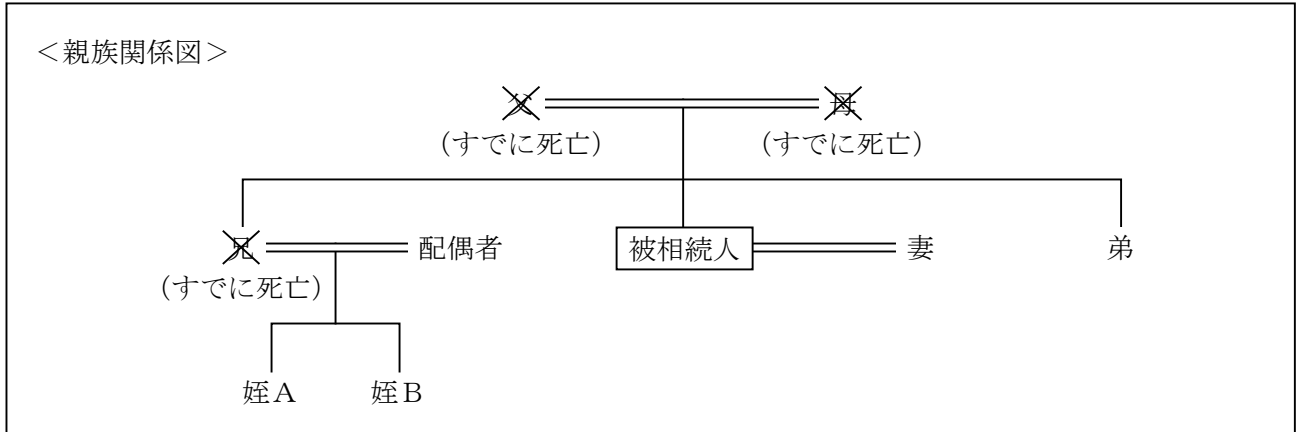 ＜親族関係図＞
父 母
（すでに死亡） （すでに死亡）
兄 配偶者 被相続人 妻 弟
（すでに死亡）
姪Ａ 姪Ｂ